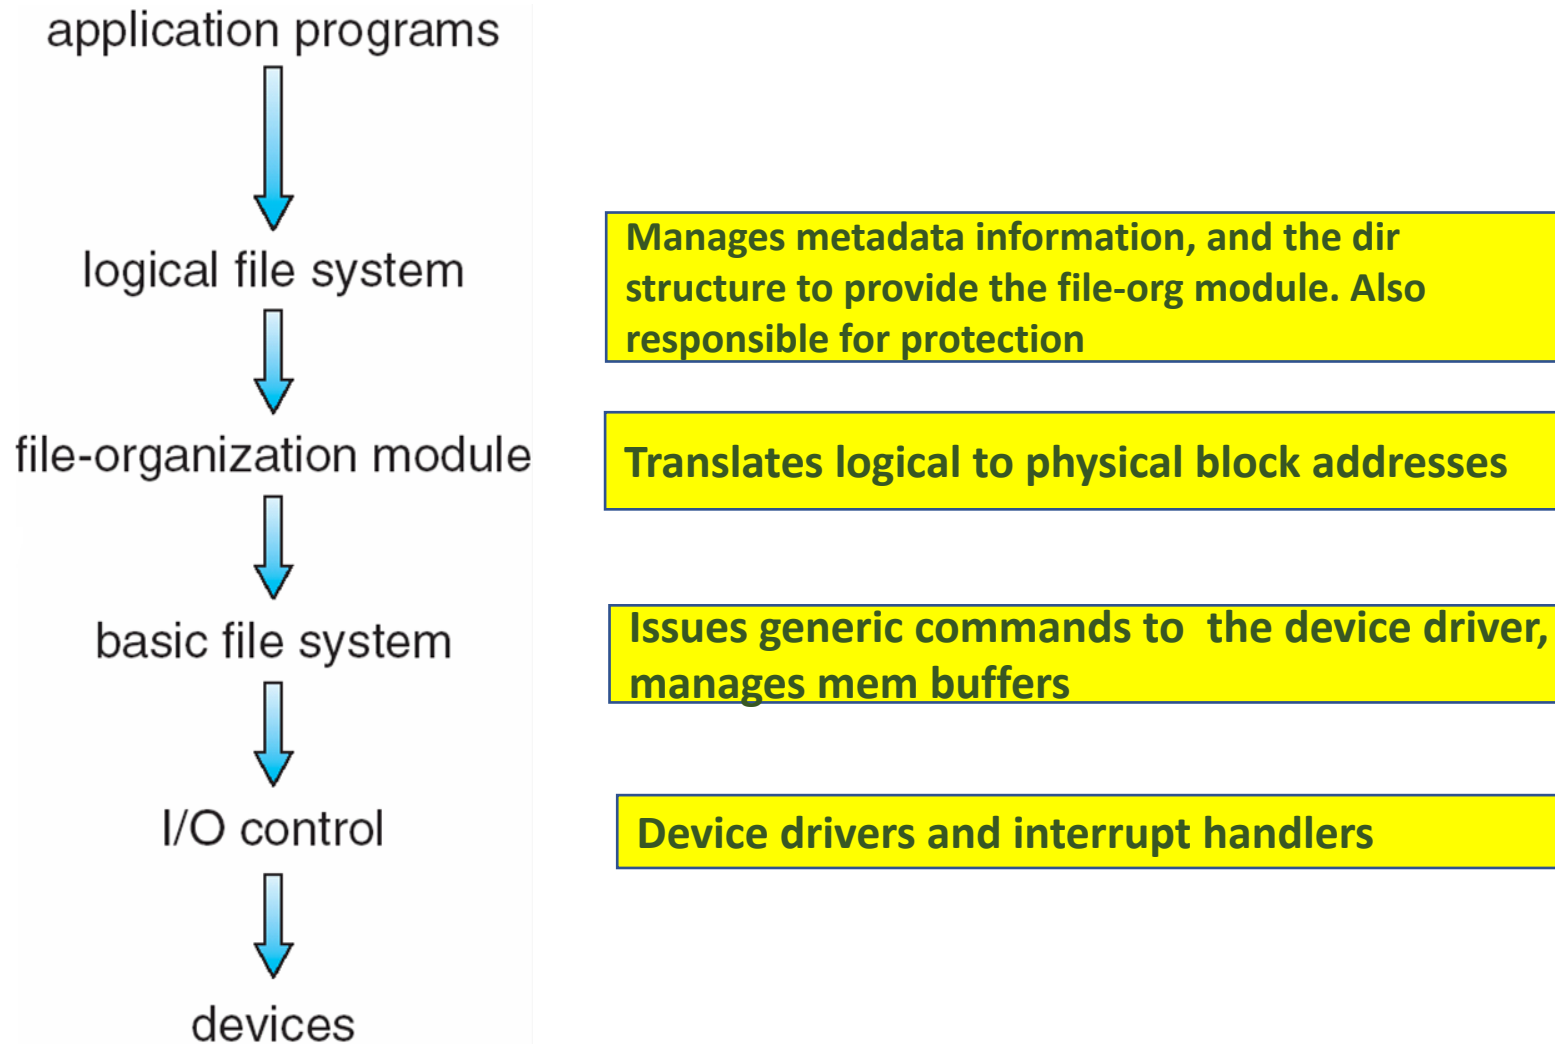 application programs
logical file system
Manages metadata information, and the dir
structure to provide the file-org module. Also
responsible for protection
file-organization module
Translates logical to physical block addresses
basic file system
Issues generic commands to  the device driver,
manages mem buffers
I/O control
Device drivers and interrupt handlers
devices